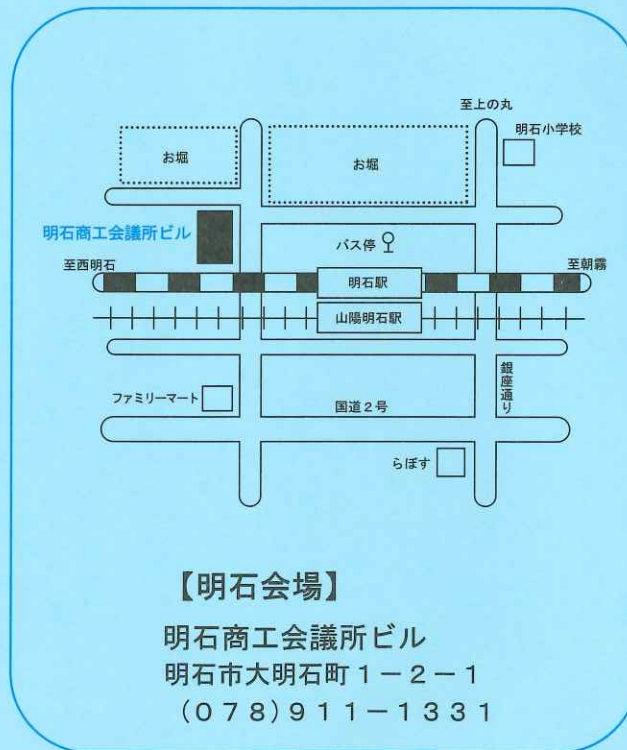 至上の丸
明石小学校
お堀
お堀
明石商工会議所ビル
バス停
至西明石
至朝霧
明石駅
山陽明石駅
銀座通り
ファミリーマート
国道2号
らぽす
【明石会場】
明石商工会議所ビル
明石市大明石町1-2-1
(078)911-1331